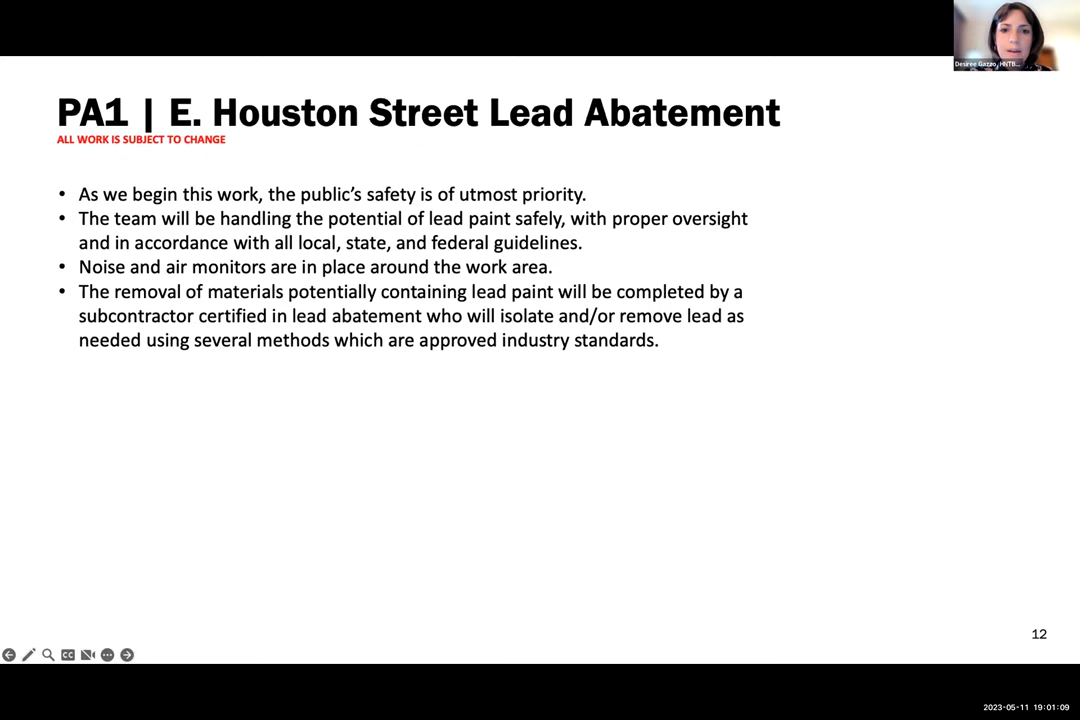 Desiree Gazzo, HNTB...
PA1 | E. Houston Street Lead Abatement
ALL WORK IS SUBJECT TO CHANGE
• As we begin this work, the public’s safety is of utmost priority.
• The team will be handling the potential of lead paint safely, with proper oversight
and in accordance with all local, state, and federal guidelines.
• Noise and air monitors are in place around the work area.
• The removal of materials potentially containing lead paint will be completed by a
subcontractor certified in lead abatement who will isolate and/or remove lead as
needed using several methods which are approved industry standards.
12
CC
2023-05-11 19:01:09